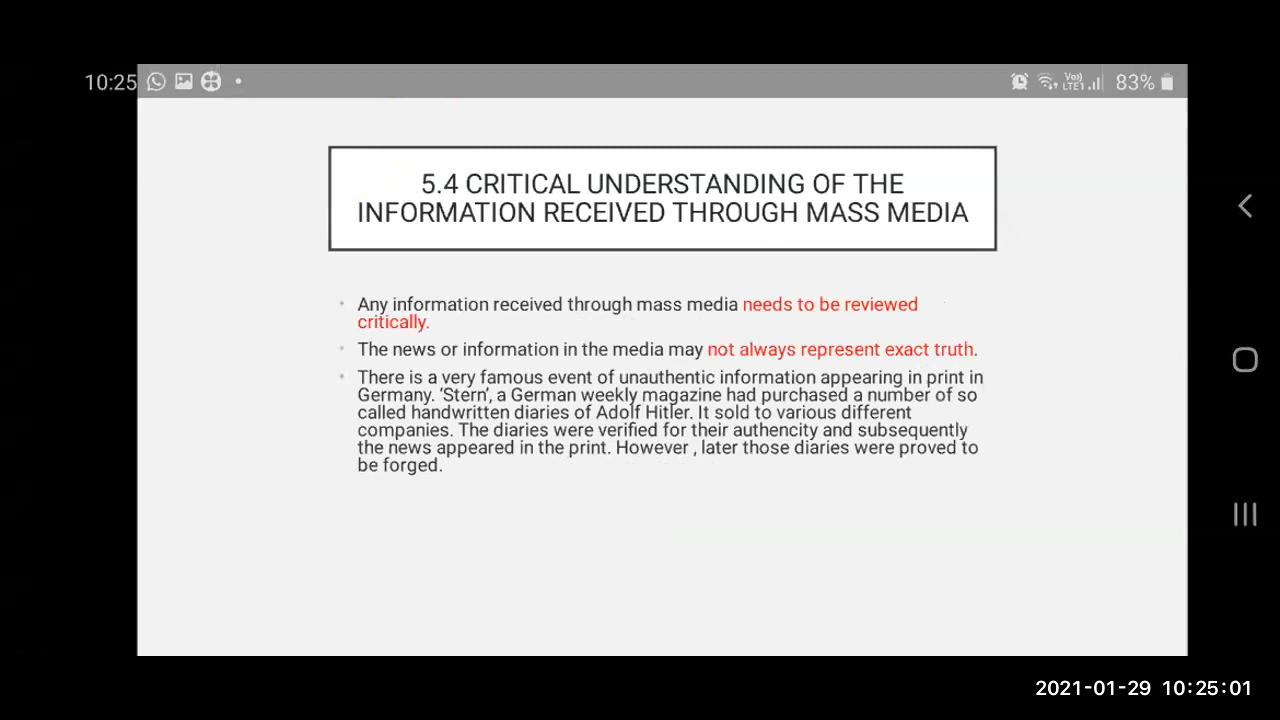 10:25
Vo))
LTE1
83%
5.4 CRITICAL UNDERSTANDING OF THE
INFORMATION RECEIVED THROUGH MASS MEDIA
Any information received through mass media needs to be reviewed
critically.
The news or information in the media may not always represent exact truth.
There is a very famous event of unauthentic information appearing in print in
Germany. ‘Stern’, a German weekly magazine had purchased a number of so
called handwritten diaries of Adolf Hitler. It sold to various different
companies. The diaries were verified for their authencity and subsequently
the news appeared in the print. However , later those diaries were proved to
be forged.
2021-01-29 10:25:01